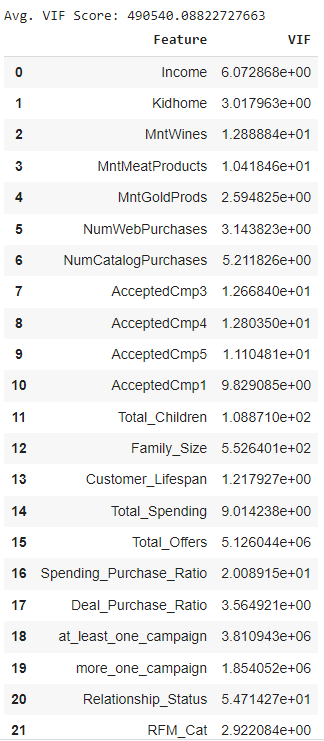 Avg. VIF Score: 490540.08822727663
Feature VIF
0 Income 6.072868e+00
1 Kidhome 3.017963e+00
2 MntWines 1.288884e+01
3 MntMeatProducts 1.041846e+01
4 MntGoldProds 2.594825e+00
5 NumWebPurchases 3.143823e+00
6 NumCatalogPurchases 5.211826e+00
7 AcceptedCmp3 1.266840e+01
8 AcceptedCmp4 1.280350e+01
9 AcceptedCmp5 1.110481e+01
10 AcceptedCmp1 9.829085e+00
11 Total_Children 1.088710e+02
12 Family_Size 5.526401e+02
13 Customer_Lifespan 1.217927e+00
14 Total_Spending 9.014238e+00
15 Total_Offers 5.126044e+06
16 Spending_Purchase_Ratio 2.008915e+01
17 Deal_Purchase_Ratio 3.564921e+00
18 at_least_one_campaign 3.810943e+06
19 more_one_campaign 1.854052e+06
20 Relationship_Status 5.471427e+01
21 RFM_Cat 2.922084e+00